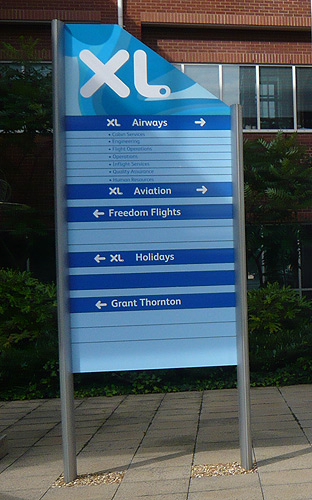 XL
XL Airways →
• Cabin Services
• Engineering
• Flight Operations
• Operations
• Inflight Services
• Quality Assurance
• Human Resources
XL Aviation →
← Freedom Flights
← XL Holidays
← Grant Thornton